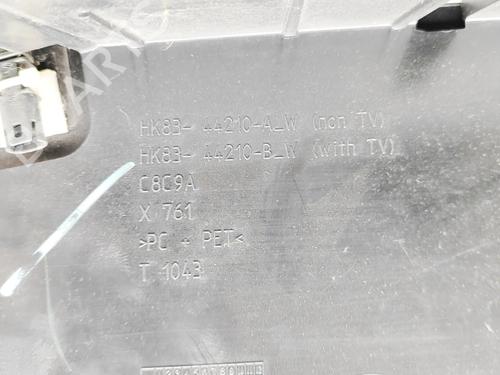 HK83- 44210-A_W (non TV)
HK83- 44210-B_W (with TV)
C8C9A
X 761
>PC + PET<
T 1043